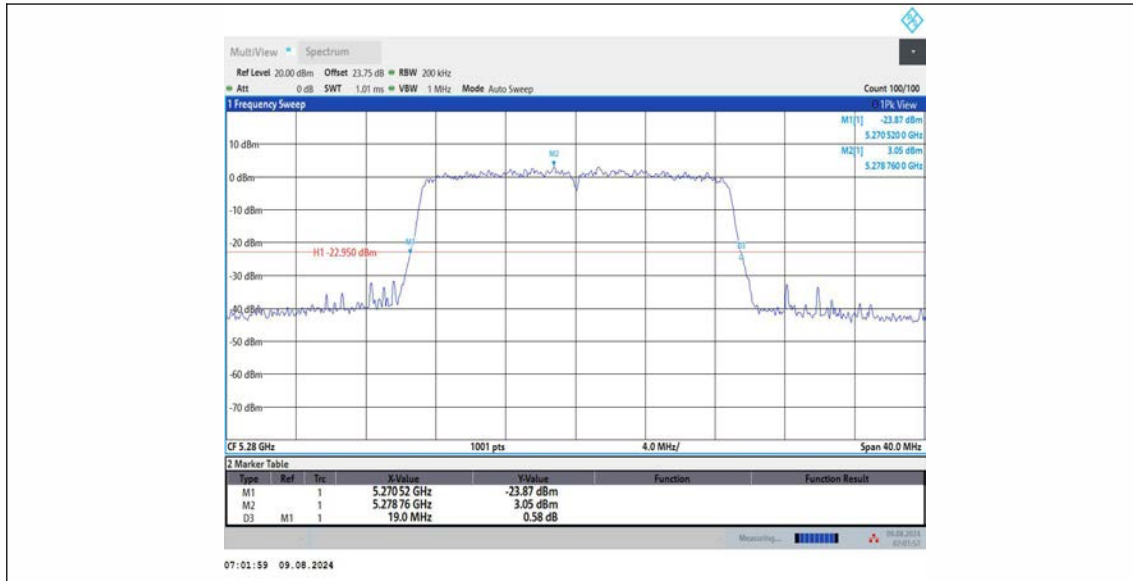 MultiView Spectrum
Ref Level 20.00 dBm Offset 23.75 dB RBW 200 kHz
Att 0 dB SWT 1.01 ms VBW 1 MHz Mode Auto Sweep Count 100/100
1 Frequency Sweep 1Pk View
M1[1] -23.87 dBm
5.270 520 0 GHz
M2[1] 3.05 dBm
5.278 760 0 GHz
10 dBm
M2
0 dBm
-10 dBm
-20 dBm
M1
D3
H1 -22.950 dBm
-30 dBm
-40 dBm
-50 dBm
-60 dBm
-70 dBm
CF 5.28 GHz 1001 pts 4.0 MHz/ Span 40.0 MHz
2 Marker Table
Type Ref Trc X-Value Y-Value Function Function Result
M1 1 5.270 52 GHz -23.87 dBm
M2 1 5.278 76 GHz 3.05 dBm
D3 M1 1 19.0 MHz 0.58 dB
Measuring... 09.08.2024
07:01:59 09.08.2024